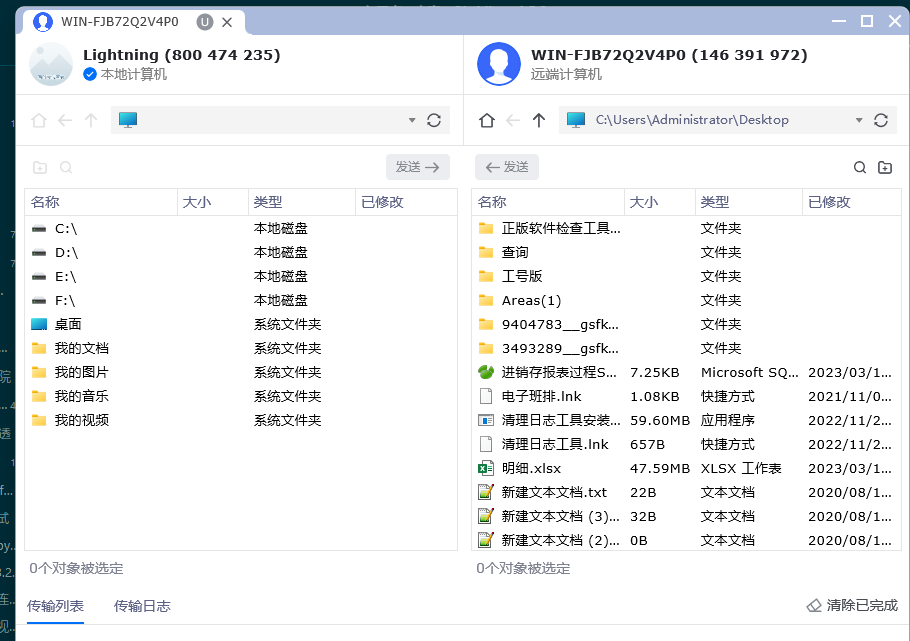 WIN-FJB72Q2V4P0 U
Lightning (800 474 235)
本地计算机
WIN-FJB72Q2V4P0 (146 391 972)
远端计算机
C:\Users\Administrator\Desktop
发送
发送
名称 大小 类型 已修改
C:\ 本地磁盘
D:\ 本地磁盘
E:\ 本地磁盘
F:\ 本地磁盘
桌面 系统文件夹
我的文档 系统文件夹
我的图片 系统文件夹
我的音乐 系统文件夹
我的视频 系统文件夹
0个对象被选定
名称 大小 类型 已修改
正版软件检查工具... 文件夹
查询 文件夹
工号版 文件夹
Areas(1) 文件夹
9404783__gsfk... 文件夹
3493289__gsfk... 文件夹
进销存报表过程S... 7.25KB Microsoft SQ... 2023/03/1...
电子班排.lnk 1.08KB 快捷方式 2021/11/0...
清理日志工具安装... 59.60MB 应用程序 2022/11/2...
清理日志工具.lnk 657B 快捷方式 2022/11/2...
明细.xlsx 47.59MB XLSX 工作表 2023/03/1...
新建文本文档.txt 22B 文本文档 2020/08/1...
新建文本文档 (3)... 32B 文本文档 2020/08/1...
新建文本文档 (2)... 0B 文本文档 2020/08/1...
0个对象被选定
传输列表 传输日志
清除已完成